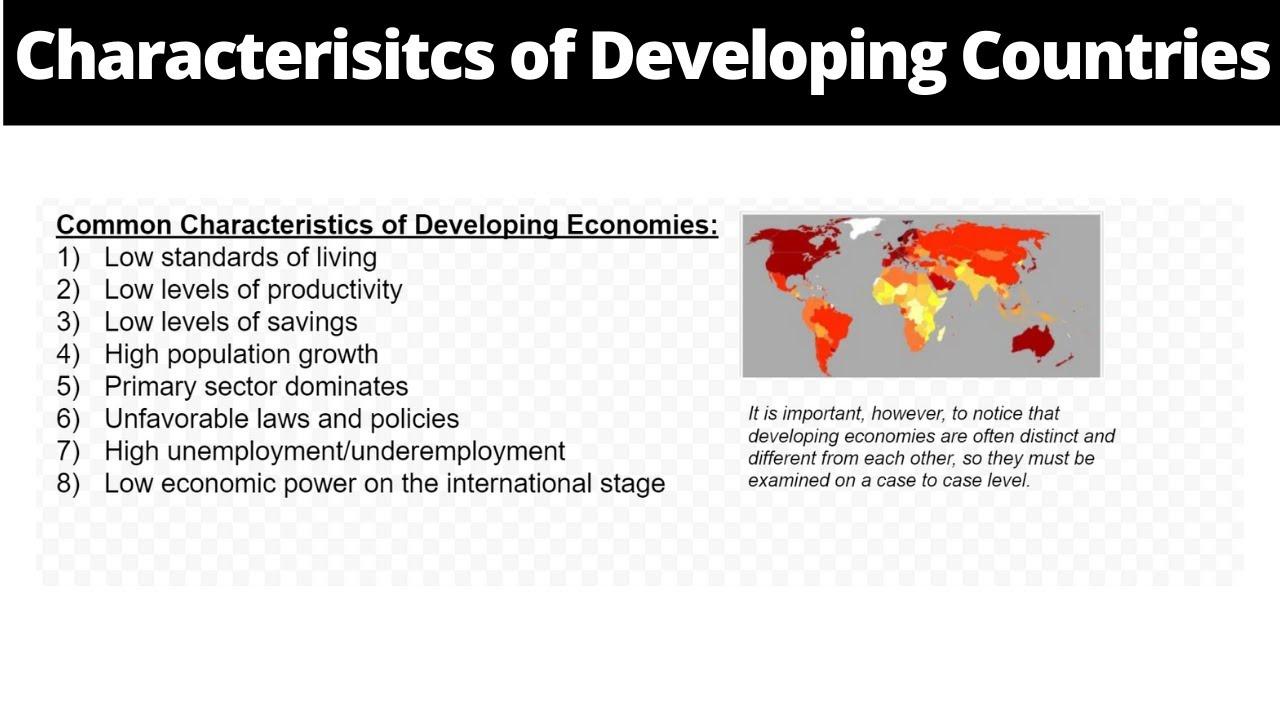 Characterisitcs of Developing Countries
Common Characteristics of Developing Economies:
1) Low standards of living
2) Low levels of productivity
3) Low levels of savings
4) High population growth
5) Primary sector dominates
6) Unfavorable laws and policies
7) High unemployment/underemployment
8) Low economic power on the international stage
It is important, however, to notice that
developing economies are often distinct and
different from each other, so they must be
examined on a case to case level.